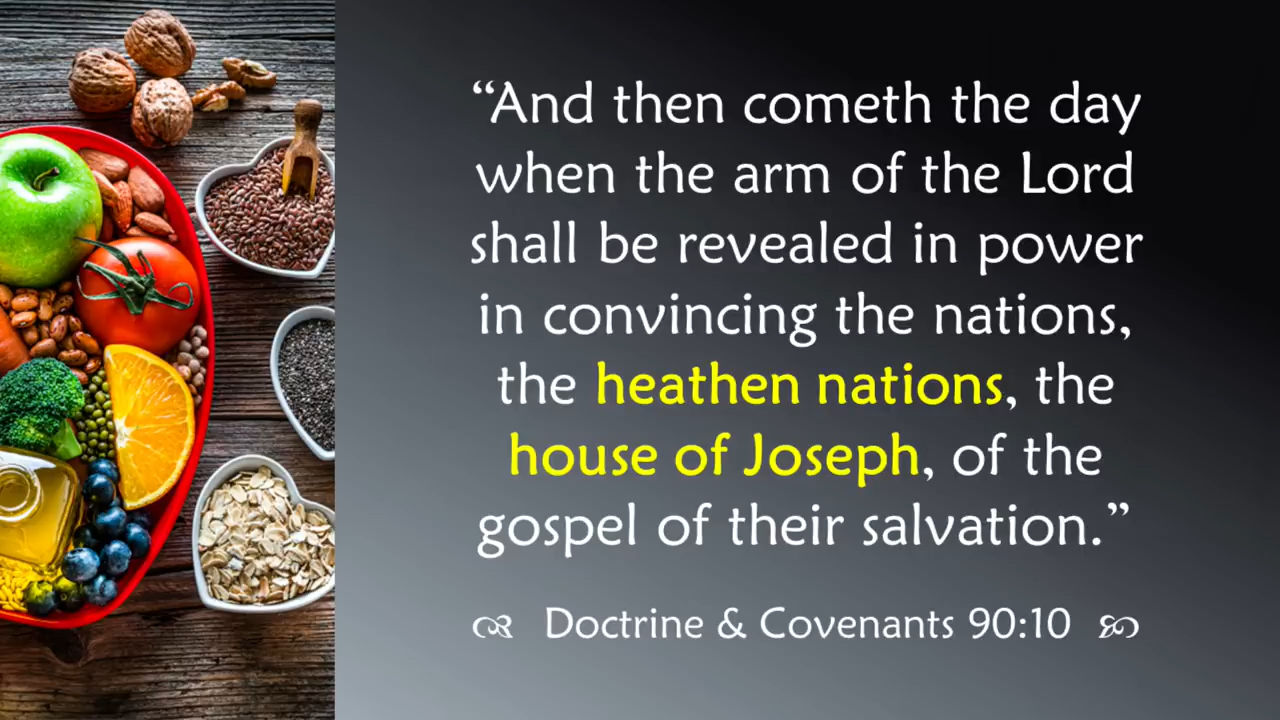 “And then cometh the day
when the arm of the Lord
shall be revealed in power
in convincing the nations,
the heathen nations, the
house of Joseph, of the
gospel of their salvation.”
Doctrine & Covenants 90:10